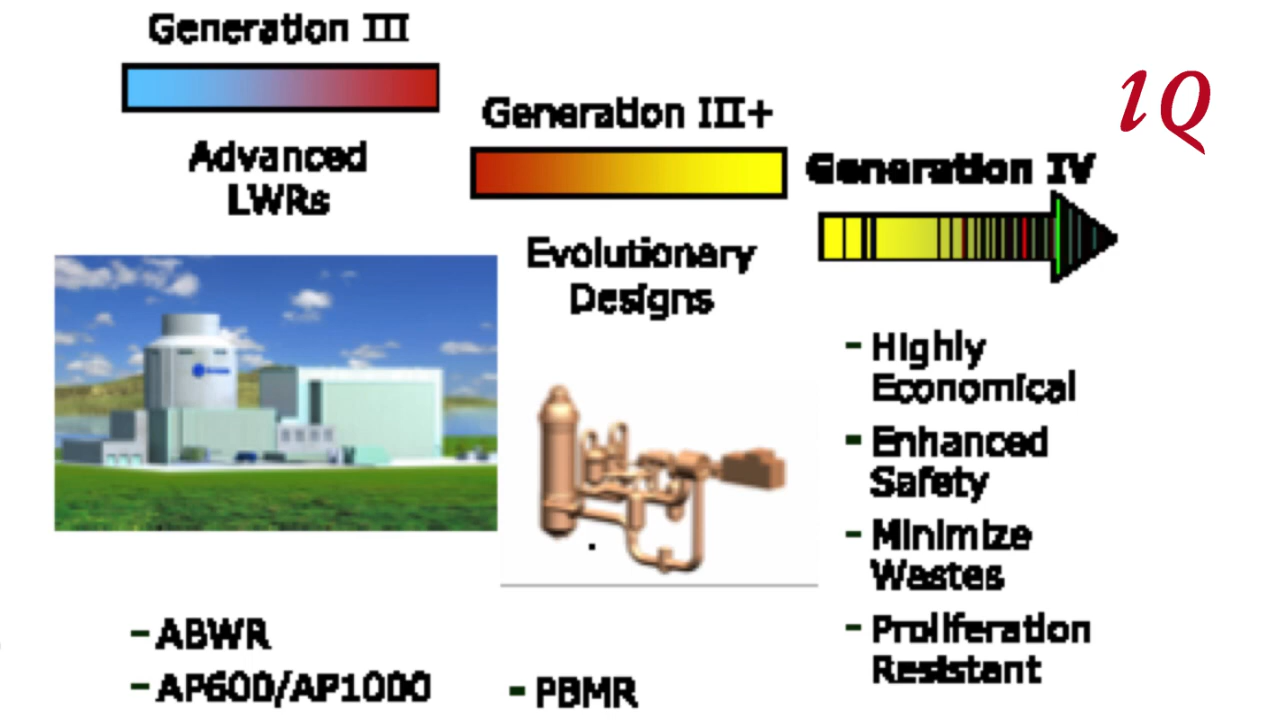 Generation III
Advanced
LWRs
- ABWR
- AP600/AP1000
Generation III+
Evolutionary
Designs
- PBMR
Generation IV
- Highly
Economical
- Enhanced
Safety
- Minimize
Wastes
- Proliferation
Resistant
lQ